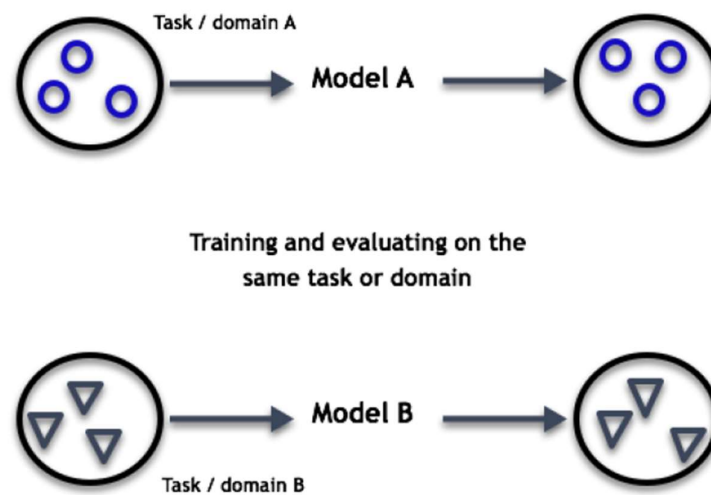 Task / domain A
Model A
Training and evaluating on the
same task or domain
Model B
Task / domain B